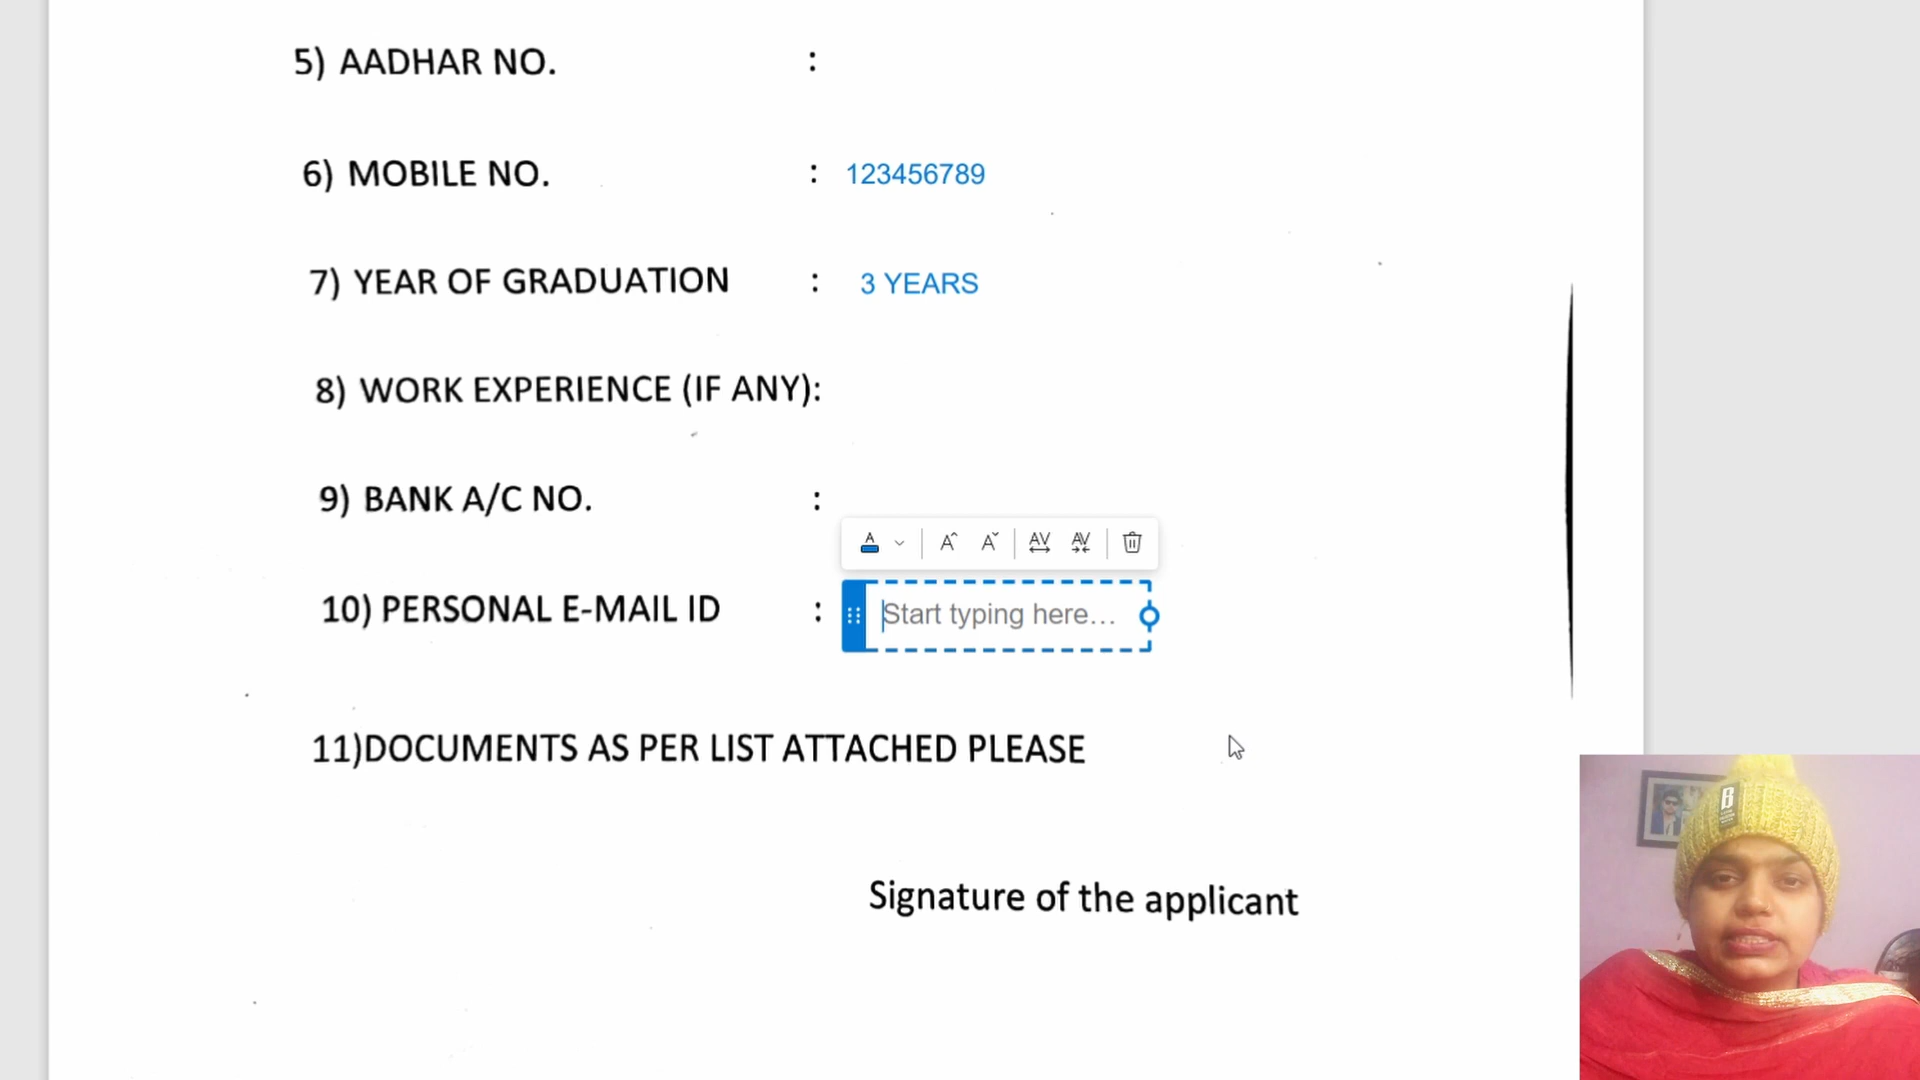 5) AADHAR NO. :
6) MOBILE NO. : 123456789
7) YEAR OF GRADUATION : 3 YEARS
8) WORK EXPERIENCE (IF ANY):
9) BANK A/C NO. :
A A A AV AV
10) PERSONAL E-MAIL ID : Start typing here...
11)DOCUMENTS AS PER LIST ATTACHED PLEASE
B
Signature of the applicant